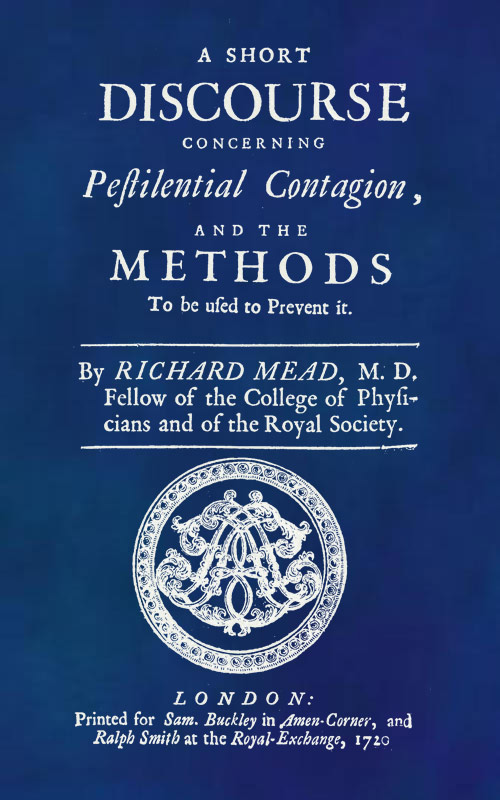 A SHORT
DISCOURSE
CONCERNING
Peſtilential Contagion,
AND THE
METHODS
To be uſed to Prevent it.
By RICHARD MEAD, M. D.
Fellow of the College of Phyſi-
cians and of the Royal Society.
LONDON:
Printed for Sam. Buckley in Amen-Corner, and
Ralph Smith at the Royal-Exchange, 1720